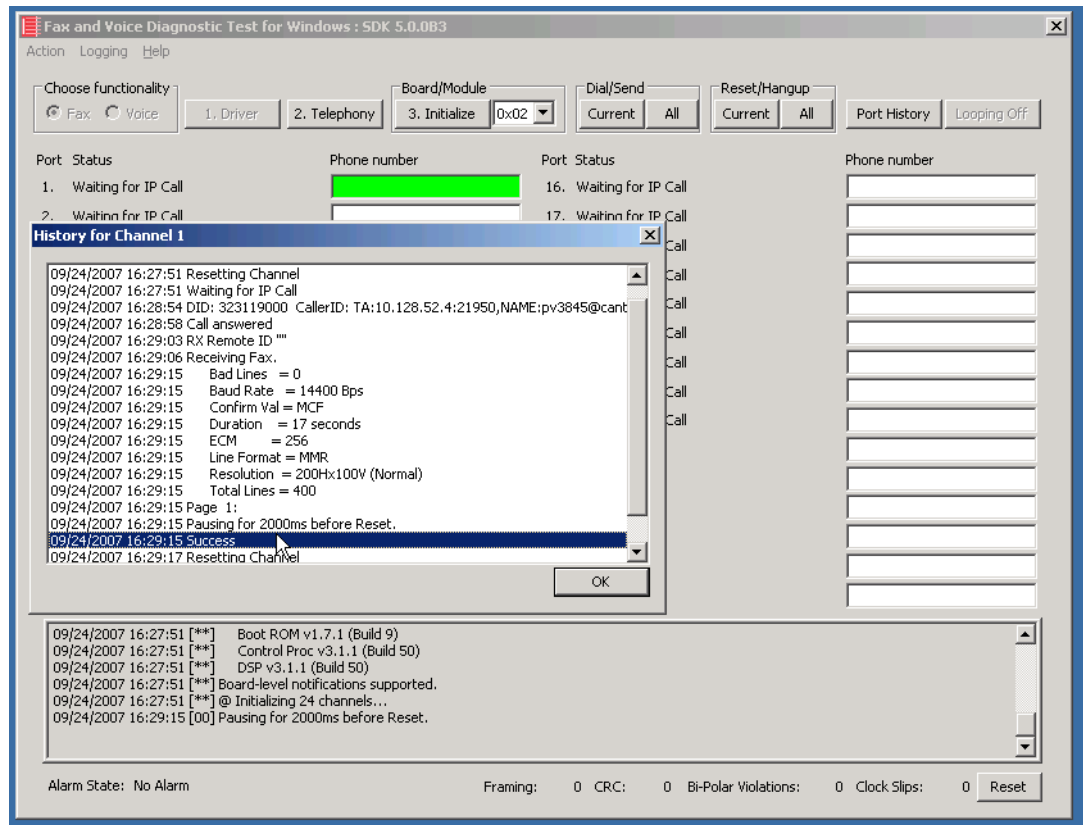 Fax and Voice Diagnostic Test for Windows : SDK 5.0.0B3
Action Logging Help
Choose functionality Board/Module Dial/Send Reset/Hangup
Fax Voice 1. Driver 2. Telephony 3. Initialize 0x02 Current All Current All Port History Looping Off
Port Status Phone number Port Status Phone number
1. Waiting for IP Call 16. Waiting for IP Call
2. Waiting for IP Call 17. Waiting for IP Call
History for Channel 1
Call
Call
Call
Call
Call
Call
Call
09/24/2007 16:27:51 Resetting Channel
09/24/2007 16:27:51 Waiting for IP Call
09/24/2007 16:28:54 DID: 323119000 CallerID: TA:10.128.52.4:21950,NAME:pv3845@cant
09/24/2007 16:28:58 Call answered
09/24/2007 16:29:03 RX Remote ID ""
09/24/2007 16:29:06 Receiving Fax.
09/24/2007 16:29:15 Bad Lines = 0
09/24/2007 16:29:15 Baud Rate = 14400 Bps
09/24/2007 16:29:15 Confirm Val = MCF
09/24/2007 16:29:15 Duration = 17 seconds
09/24/2007 16:29:15 ECM = 256
09/24/2007 16:29:15 Line Format = MMR
09/24/2007 16:29:15 Resolution = 200Hx100V (Normal)
09/24/2007 16:29:15 Total Lines = 400
09/24/2007 16:29:15 Page 1:
09/24/2007 16:29:15 Pausing for 2000ms before Reset.
09/24/2007 16:29:15 Success
09/24/2007 16:29:17 Resetting Channel
OK
09/24/2007 16:27:51 [**] Boot ROM v1.7.1 (Build 9)
09/24/2007 16:27:51 [**] Control Proc v3.1.1 (Build 50)
09/24/2007 16:27:51 [**] DSP v3.1.1 (Build 50)
09/24/2007 16:27:51 [**] Board-level notifications supported.
09/24/2007 16:27:51 [**] @ Initializing 24 channels...
09/24/2007 16:29:15 [00] Pausing for 2000ms before Reset.
Alarm State: No Alarm Framing: 0 CRC: 0 Bi-Polar Violations: 0 Clock Slips: 0 Reset